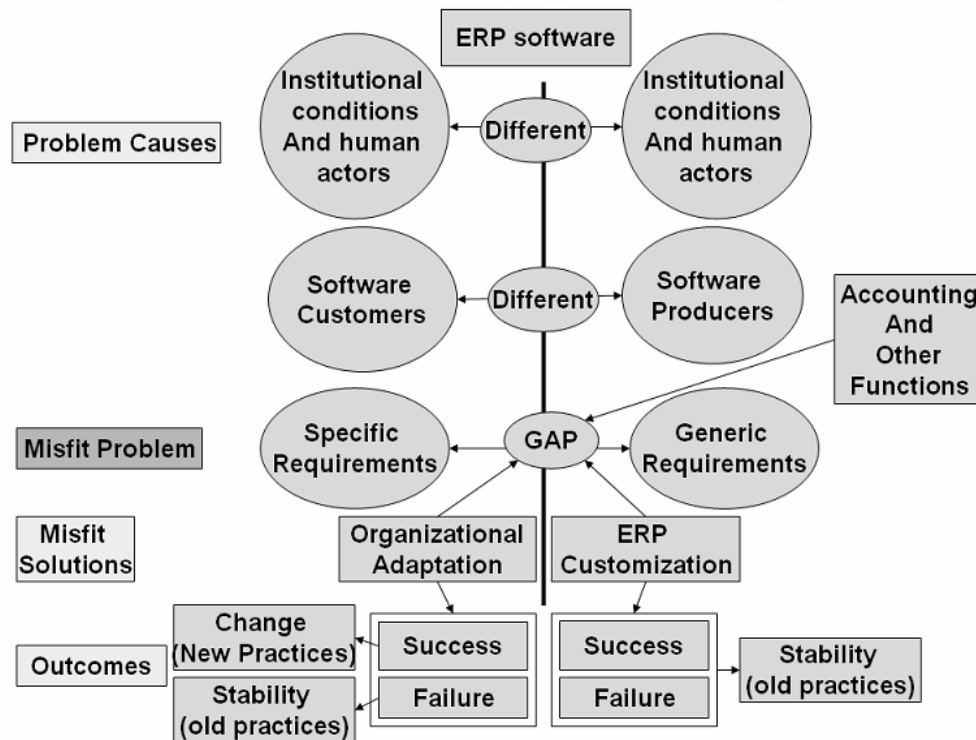 ERP software
Institutional
conditions
And human
actors
Different
Institutional
conditions
And human
actors
Problem Causes
Software
Customers
Different
Software
Producers
Accounting
And
Other
Functions
Misfit Problem
Specific
Requirements
GAP
Generic
Requirements
Misfit
Solutions
Organizational
Adaptation
ERP
Customization
Outcomes
Change
(New Practices)
Stability
(old practices)
Success
Failure
Success
Failure
Stability
(old practices)